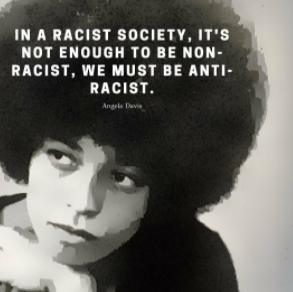 IN A RACIST SOCIETY, IT'S
NOT ENOUGH TO BE NON-
RACIST, WE MUST BE ANTI-
RACIST.
Angela Davis